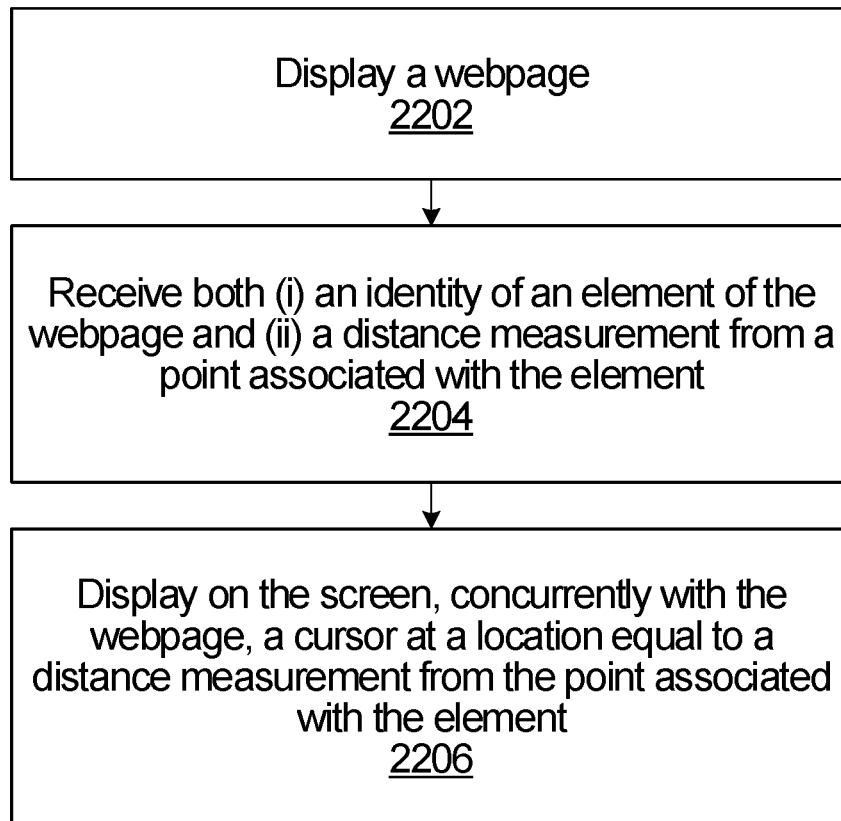 Display a webpage
2202
Receive both (i) an identity of an element of the
webpage and (ii) a distance measurement from a
point associated with the element
2204
Display on the screen, concurrently with the
webpage, a cursor at a location equal to a
distance measurement from the point associated
with the element
2206